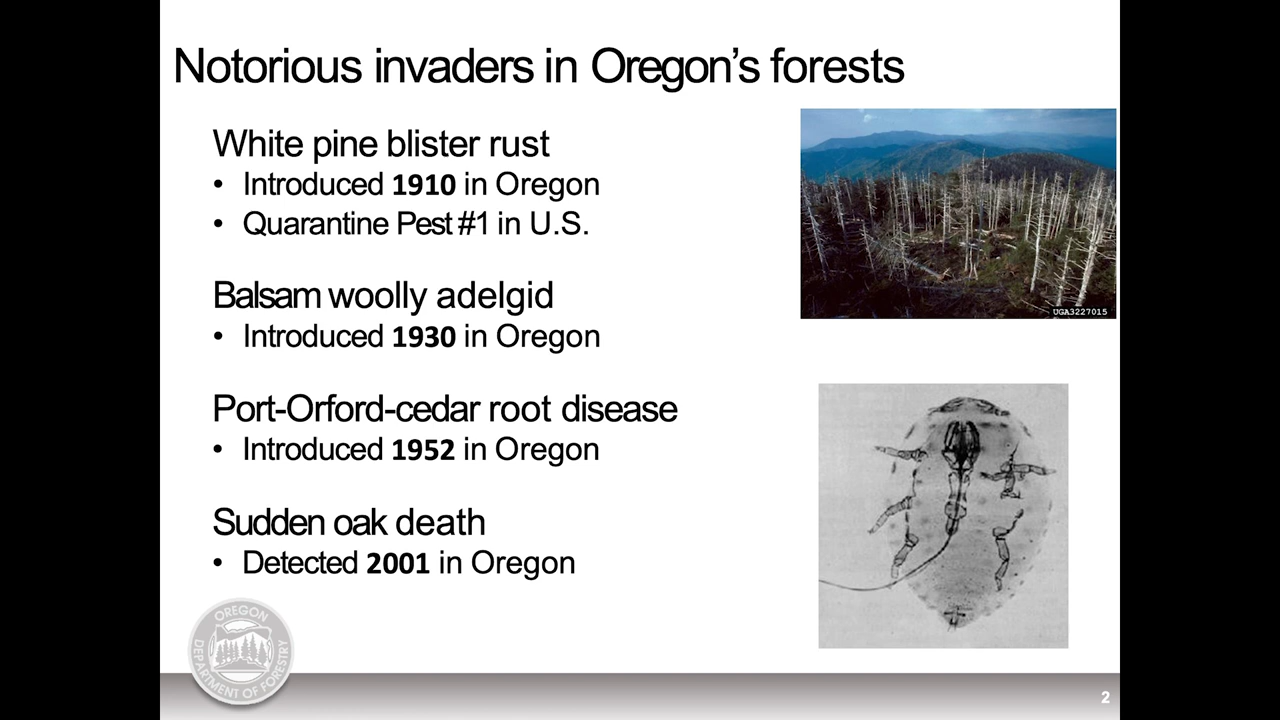 Notorious invaders in Oregon’s forests
White pine blister rust
• Introduced 1910 in Oregon
• Quarantine Pest #1 in U.S.
Balsam woolly adelgid
• Introduced 1930 in Oregon
Port-Orford-cedar root disease
• Introduced 1952 in Oregon
Sudden oak death
• Detected 2001 in Oregon
UGA3227015
OREGON
DEPARTMENT OF FORESTRY
2